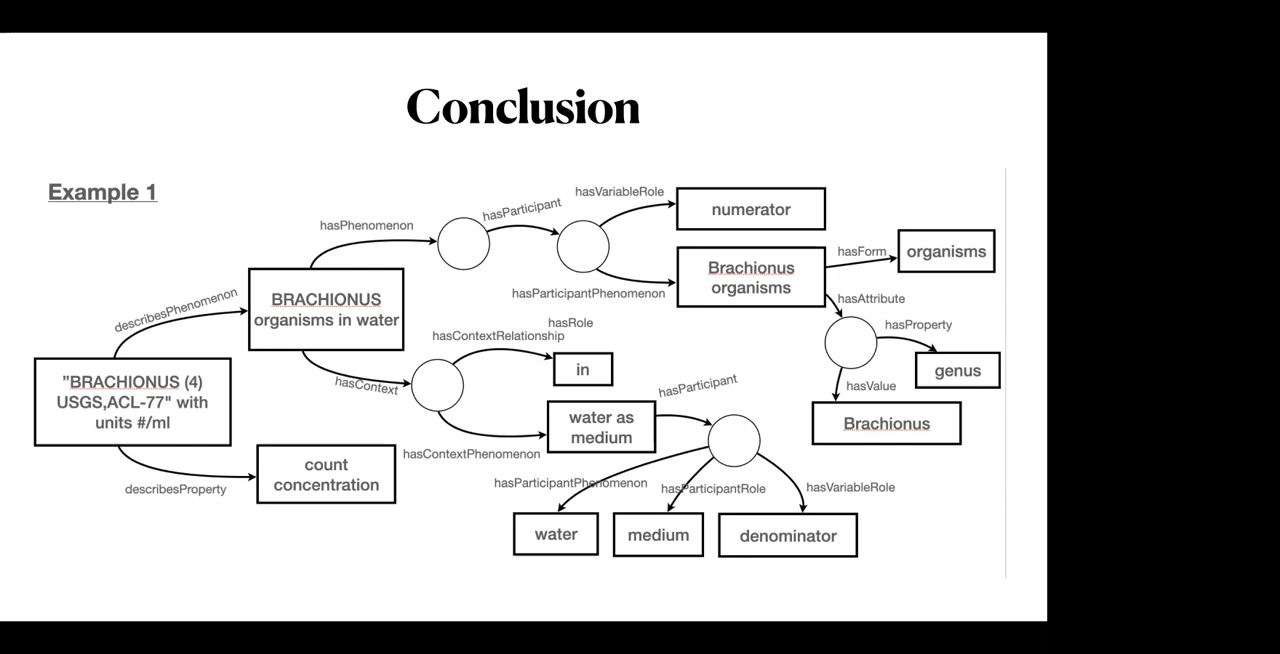 Conclusion
Example 1
hasVariableRole
numerator
hasParticipant
hasPhenomenon
organisms
hasForm
Brachionus
organisms
hasParticipantPhenomenon
hasAttribute
describesPhenomenon
BRACHIONUS
organisms in water
hasRole
hasContextRelationship
hasProperty
in
genus
hasContext
hasParticipant
hasValue
"BRACHIONUS (4)
USGS,ACL-77" with
units #/ml
water as
medium
Brachionus
hasContextPhenomenon
count
concentration
describesProperty
hasParticipantPhenomenon
hasParticipantRole
hasVariableRole
water
medium
denominator